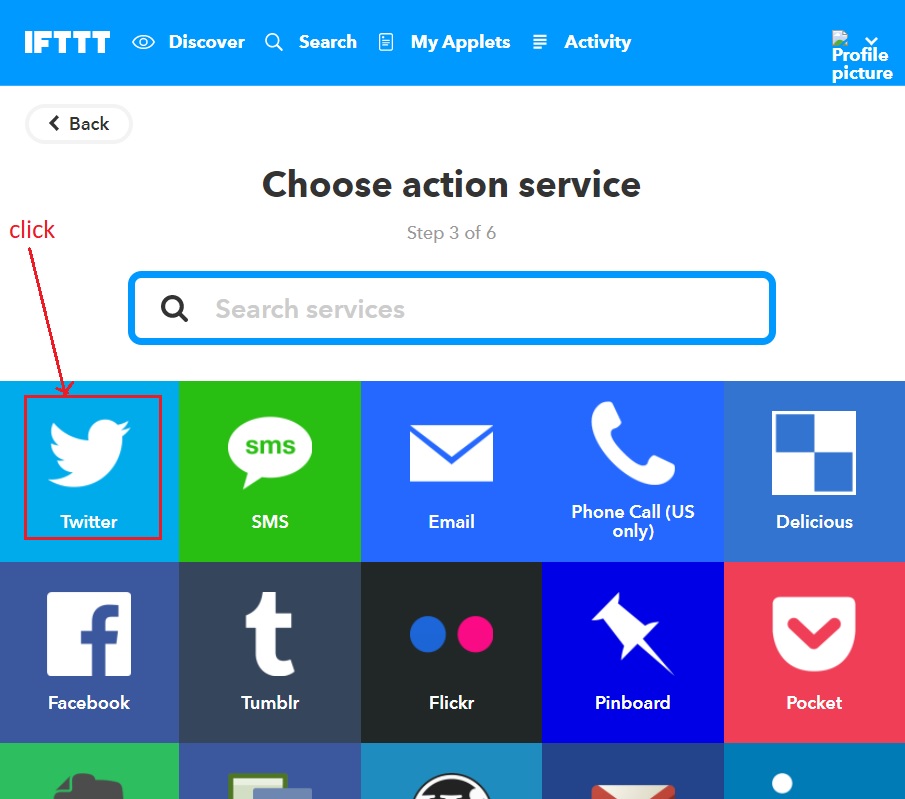 IFTTT Discover Search My Applets Activity
Profile
picture
Back
Choose action service
click
Step 3 of 6
Search services
sms
Twitter SMS Email Phone Call (US
only) Delicious
Facebook Tumblr Flickr Pinboard Pocket